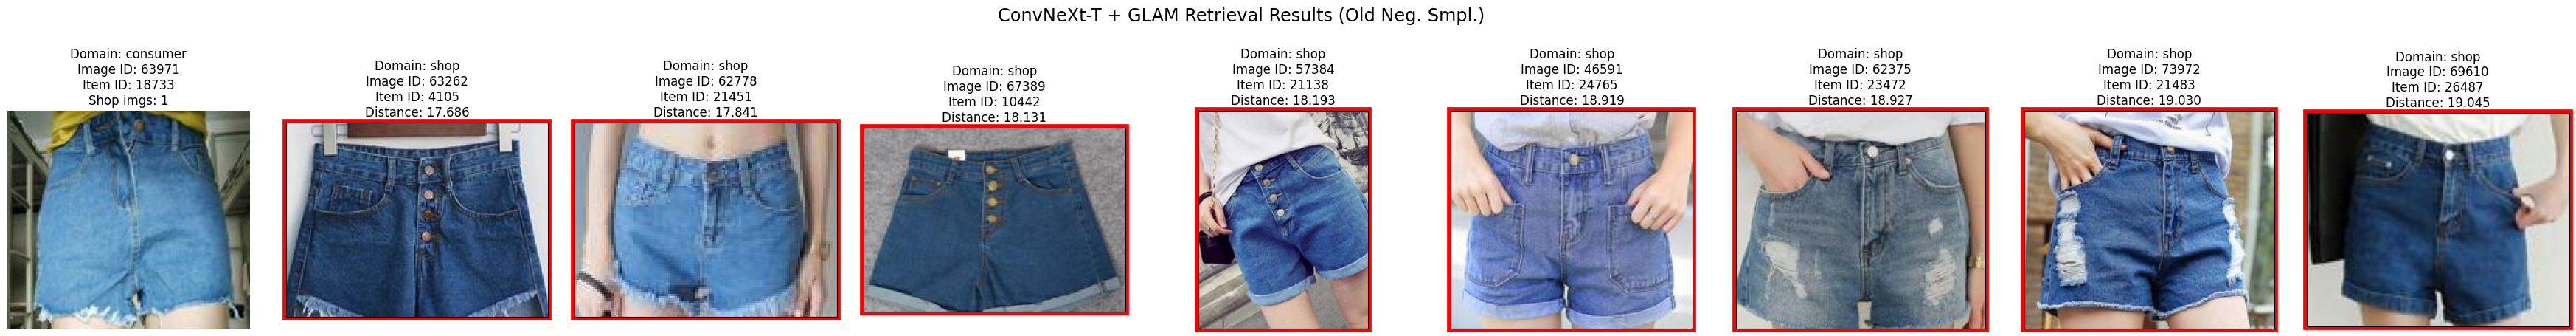 ConvNeXt-T + GLAM Retrieval Results (Old Neg. Smpl.)
Domain: consumer
Image ID: 63971
Item ID: 18733
Shop imgs: 1
Domain: shop
Image ID: 63262
Item ID: 4105
Distance: 17.686
Domain: shop
Image ID: 62778
Item ID: 21451
Distance: 17.841
Domain: shop
Image ID: 67389
Item ID: 10442
Distance: 18.131
Domain: shop
Image ID: 57384
Item ID: 21138
Distance: 18.193
Domain: shop
Image ID: 46591
Item ID: 24765
Distance: 18.919
Domain: shop
Image ID: 62375
Item ID: 23472
Distance: 18.927
Domain: shop
Image ID: 73972
Item ID: 21483
Distance: 19.030
Domain: shop
Image ID: 69610
Item ID: 26487
Distance: 19.045